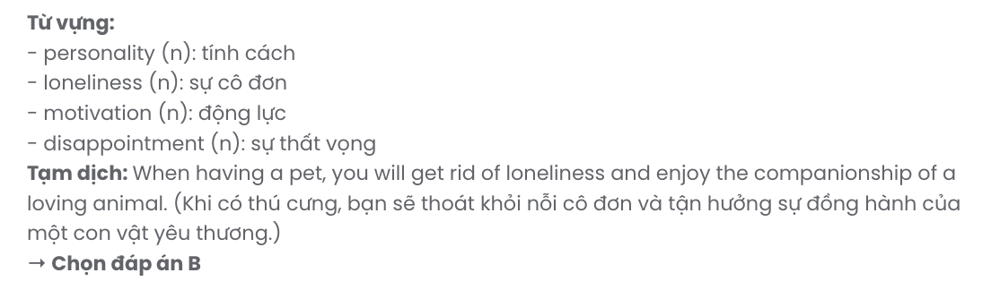 Từ vựng:
- personality (n): tính cách
- loneliness (n): sự cô đơn
- motivation (n): động lực
- disappointment (n): sự thất vọng
Tạm dịch: When having a pet, you will get rid of loneliness and enjoy the companionship of a
loving animal. (Khi có thú cưng, bạn sẽ thoát khỏi nỗi cô đơn và tận hưởng sự đồng hành của
một con vật yêu thương.)
→ Chọn đáp án B